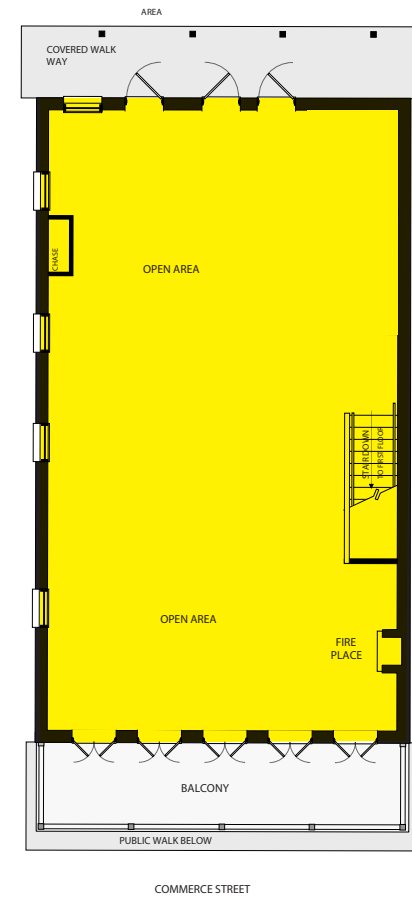 AREA
COVERED WALK
WAY
CHASE
OPEN AREA
STAIR DOWN
TO FIRST FLOOR
OPEN AREA
FIRE
PLACE
BALCONY
PUBLIC WALK BELOW
COMMERCE STREET